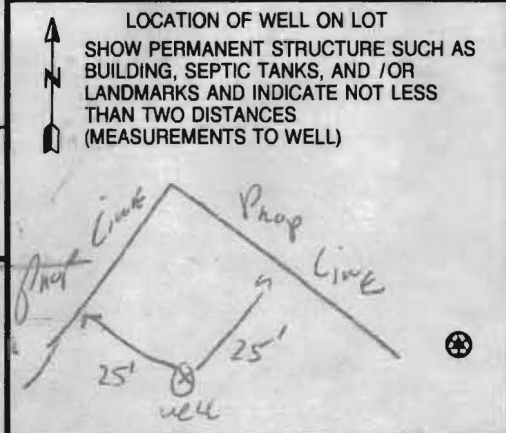 LOCATION OF WELL ON LOT
SHOW PERMANENT STRUCTURE SUCH AS
BUILDING, SEPTIC TANKS, AND /OR
LANDMARKS AND INDICATE NOT LESS
THAN TWO DISTANCES
(MEASUREMENTS TO WELL)
N
Prop Line
Prop Line
25'
25'
well